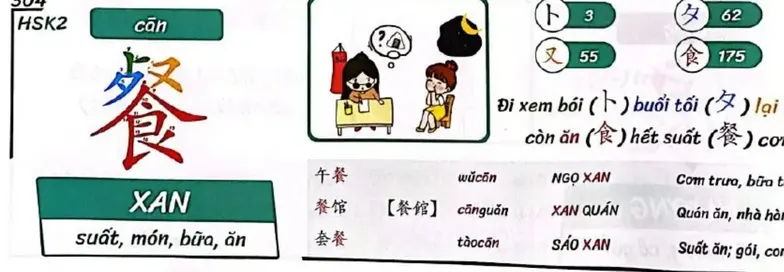 304
HSK2
cān
餐
XAN
suất, món, bữa, ăn
?
卜 3
夕 62
又 55
食 175
Đi xem bói (卜) buổi tối (夕) lại
còn ăn (食) hết suất (餐) cơ
午餐 wǔcān NGỌ XAN Cơm trưa, bữa t
餐馆 【餐館】 cānguǎn XAN QUÁN Quán ăn, nhà hà
套餐 tàocān SÁO XAN Suất ăn; gói, co